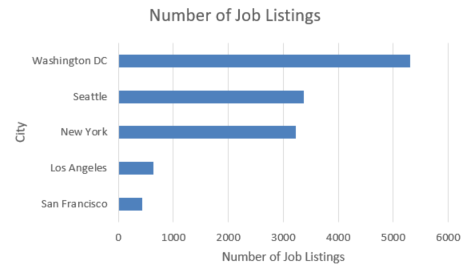 Number of Job Listings
Washington DC
Seattle
New York
Los Angeles
San Francisco
City
0 1000 2000 3000 4000 5000 6000
Number of Job Listings